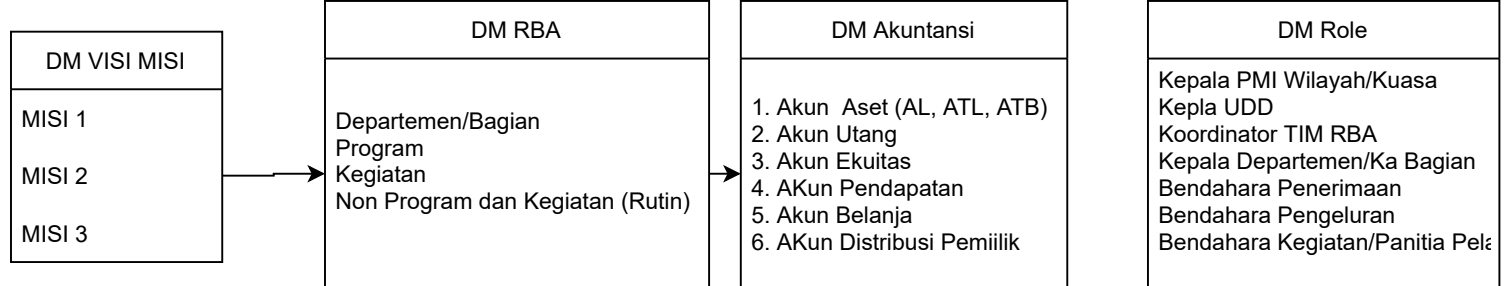 DM VISI MISI
MISI 1
MISI 2
MISI 3
DM RBA
Departemen/Bagian
Program
Kegiatan
Non Program dan Kegiatan (Rutin)
DM Akuntansi
1. Akun  Aset (AL, ATL, ATB)
2. Akun Utang
3. Akun Ekuitas
4. AKun Pendapatan
5. Akun Belanja
6. AKun Distribusi Pemiilik
DM Role
Kepala PMI Wilayah/Kuasa
Kepla UDD
Koordinator TIM RBA
Kepala Departemen/Ka Bagian
Bendahara Penerimaan
Bendahara Pengeluran
Bendahara Kegiatan/Panitia